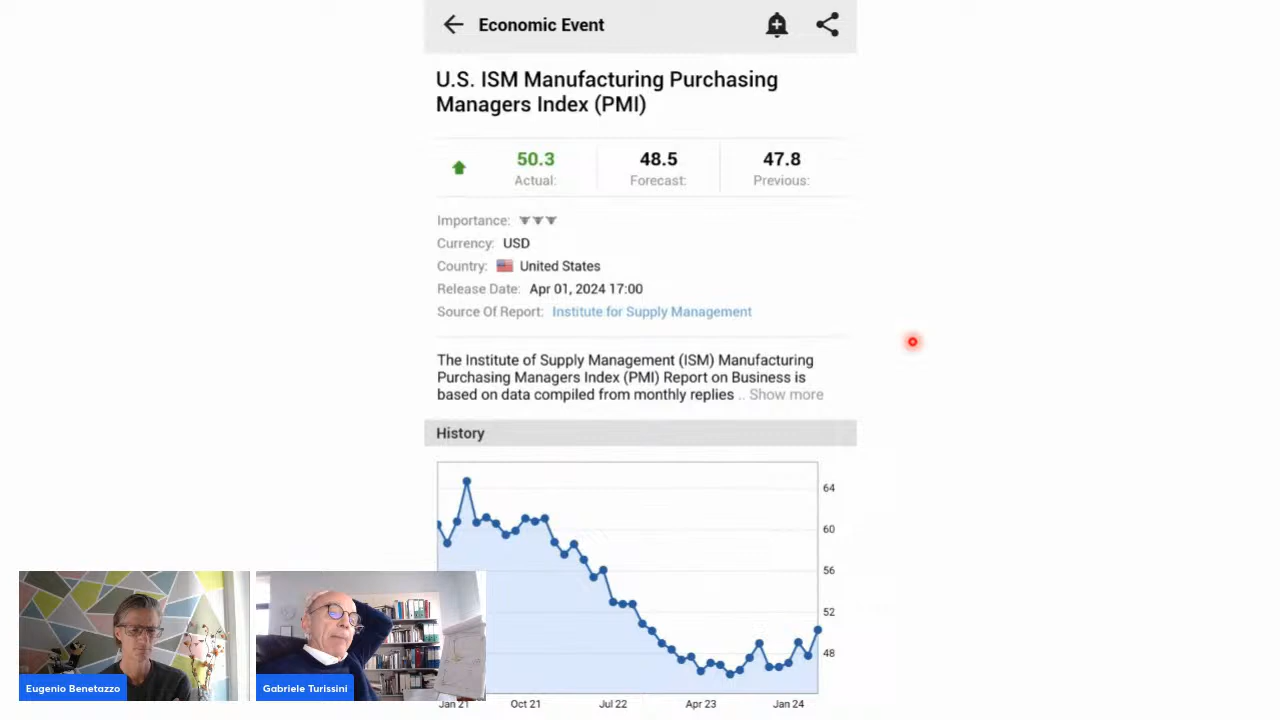 Economic Event
U.S. ISM Manufacturing Purchasing
Managers Index (PMI)
50.3
Actual:
48.5
Forecast:
47.8
Previous:
Importance:
Currency: USD
Country: United States
Release Date: Apr 01, 2024 17:00
Source Of Report: Institute for Supply Management
The Institute of Supply Management (ISM) Manufacturing
Purchasing Managers Index (PMI) Report on Business is
based on data compiled from monthly replies .. Show more
History
64
60
56
52
48
Jan 21
Oct 21
Jul 22
Apr 23
Jan 24
Eugenio Benetazzo
Gabriele Turissini